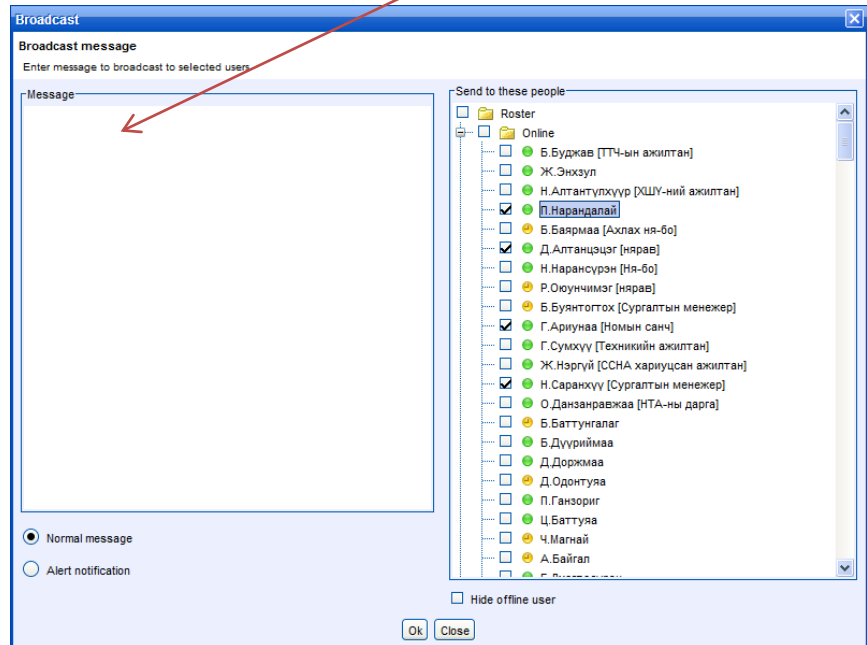 Broadcast
Broadcast message
Enter message to broadcast to selected users
Message
Normal message
Alert notification
Send to these people
Roster
Online
Б.Буджав [ТТЧ-ын ажилтан]
Ж.Энхзул
Н.Алтантулхүүр [ХШУ-ний ажилтан]
П.Нарандалай
Б.Баярмаа [Ахлах ня-бо]
Д.Алтанцэцэг [нярав]
Н.Нарансүрэн [Ня-бо]
Р.Оюунчимэг [нярав]
Б.Буянтогтох [Сургалтын менежер]
Г.Ариунаа [Номын санч]
Г.Сумхүү [Техникийн ажилтан]
Ж.Нэргүй [ССНА хариуцсан ажилтан]
Н.Саранхүү [Сургалтын менежер]
О.Данзанравжаа [НТА-ны дарга]
Б.Баттунгалаг
Б.Дүүриймаа
Д.Доржмаа
Д.Одонтуяа
П.Ганзориг
Ц.Баттуяа
Ч.Магнай
А.Байгал
Hide offline user
Ok Close